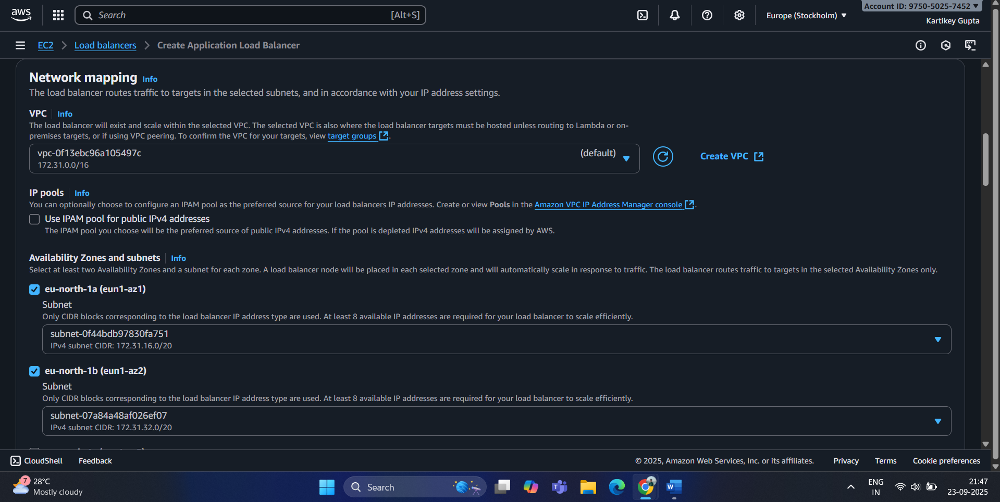 aws
Search
[Alt+S]
Europe (Stockholm)
Account ID: 9750-5025-7452
Kartikey Gupta
EC2
Load balancers
Create Application Load Balancer
Network mapping
Info
The load balancer routes traffic to targets in the selected subnets, and in accordance with your IP address settings.
VPC
Info
The load balancer will exist and scale within the selected VPC. The selected VPC is also where the load balancer targets must be hosted unless routing to Lambda or on-
premises targets, or if using VPC peering. To confirm the VPC for your targets, view target groups.
vpc-0f13ebc96a105497c
(default)
172.31.0.0/16
Create VPC
IP pools
Info
You can optionally choose to configure an IPAM pool as the preferred source for your load balancers IP addresses. Create or view Pools in the Amazon VPC IP Address Manager console.
Use IPAM pool for public IPv4 addresses
The IPAM pool you choose will be the preferred source of public IPv4 addresses. If the pool is depleted IPv4 addresses will be assigned by AWS.
Availability Zones and subnets
Info
Select at least two Availability Zones and a subnet for each zone. A load balancer node will be placed in each selected zone and will automatically scale in response to traffic. The load balancer routes traffic to targets in the selected Availability Zones only.
eu-north-1a (eun1-az1)
Subnet
Only CIDR blocks corresponding to the load balancer IP address type are used. At least 8 available IP addresses are required for your load balancer to scale efficiently.
subnet-0f44bdb97830fa751
IPv4 subnet CIDR: 172.31.16.0/20
eu-north-1b (eun1-az2)
Subnet
Only CIDR blocks corresponding to the load balancer IP address type are used. At least 8 available IP addresses are required for your load balancer to scale efficiently.
subnet-07a84a48af026ef07
IPv4 subnet CIDR: 172.31.32.0/20
CloudShell
Feedback
© 2025, Amazon Web Services, Inc. or its affiliates.
Privacy
Terms
Cookie preferences
7
28°C
Mostly cloudy
Search
ENG
IN
21:47
23-09-2025